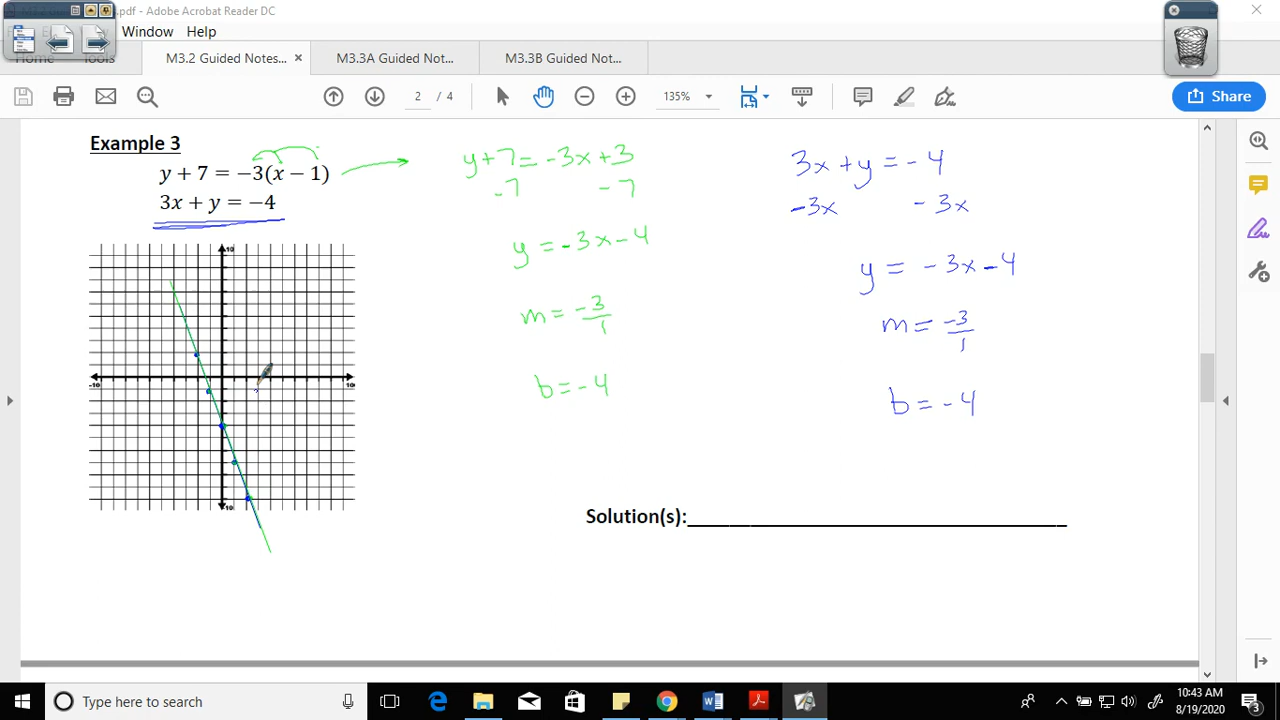 .pdf - Adobe Acrobat Reader DC
Window Help
Home Tools M3.2 Guided Notes... × M3.3A Guided Not... M3.3B Guided Not...
2 / 4 135% Share
Example 3
y + 7 = −3(x − 1)
3x + y = −4
y+7 = -3x+3
-7 -7
y = -3x-4
m = -3/1
b = -4
3x + y = -4
-3x -3x
y = -3x-4
m = -3/1
b = -4
10
-10 10
10
Solution(s):
Type here to search
10:43 AM
8/19/2020
3